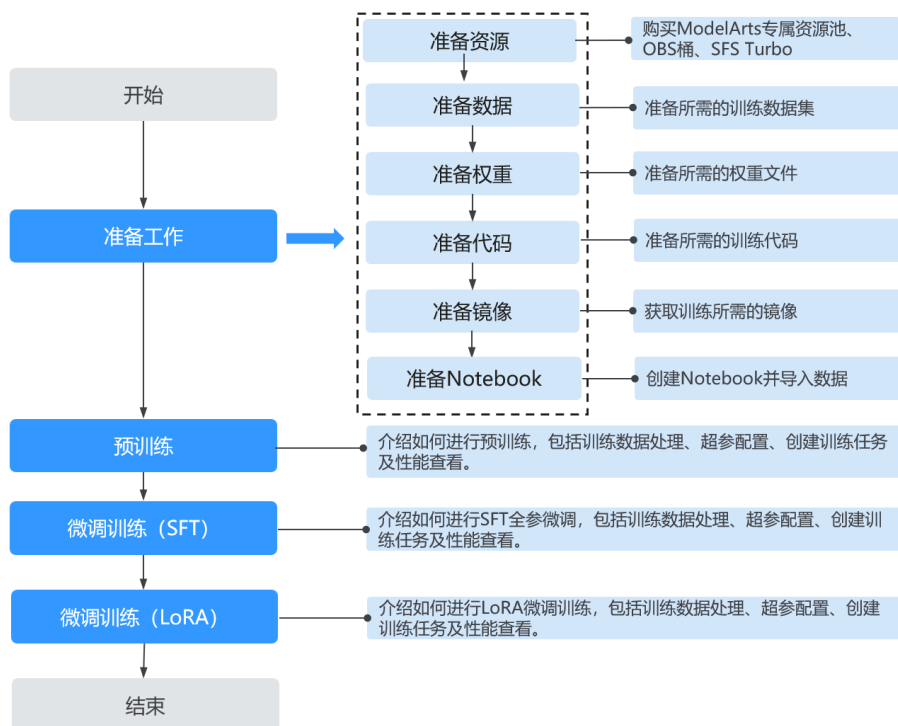 准备资源
购买ModelArts专属资源池、
OBS桶、SFS Turbo
开始
准备数据
准备所需的训练数据集
准备权重
准备所需的权重文件
准备工作
准备代码
准备所需的训练代码
准备镜像
获取训练所需的镜像
准备Notebook
创建Notebook并导入数据
预训练
介绍如何进行预训练，包括训练数据处理、超参配置、创建训练任务
及性能查看。
微调训练（SFT）
介绍如何进行SFT全参微调，包括训练数据处理、超参配置、创建训
练任务及性能查看。
微调训练（LoRA）
介绍如何进行LoRA微调训练，包括训练数据处理、超参配置、创建
训练任务及性能查看。
结束